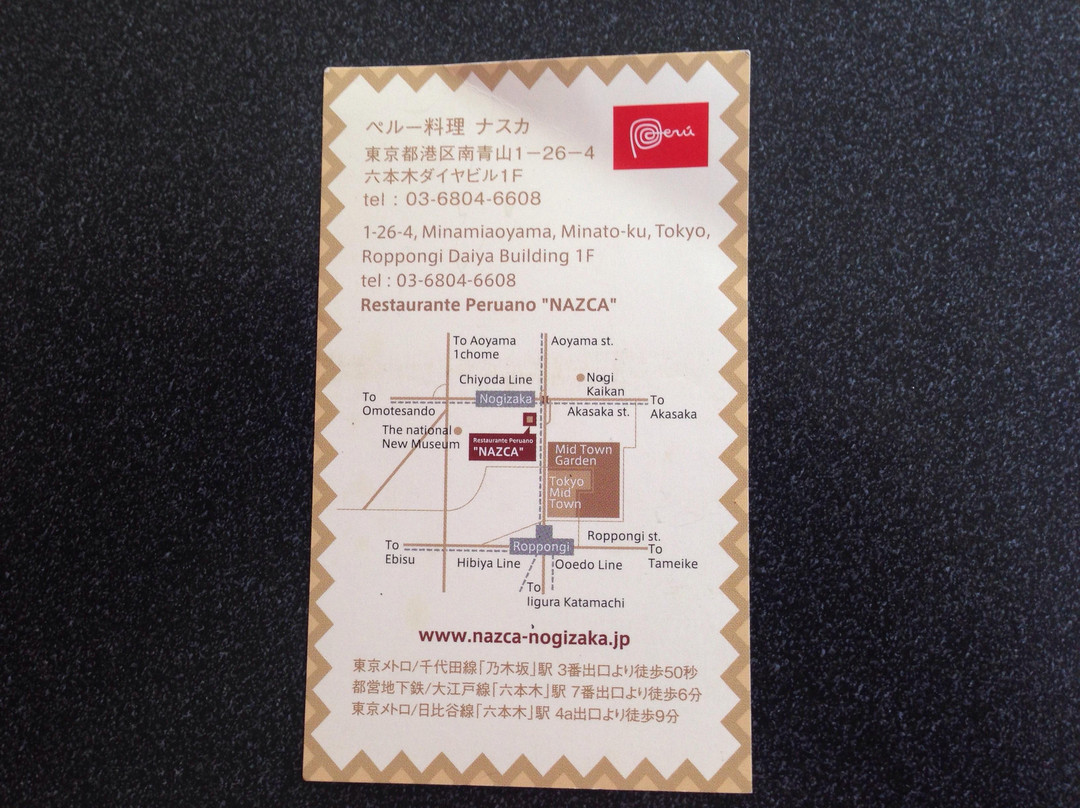 ペルー料理 ナスカ
Perú
東京都港区南青山1-26-4
六本木ダイヤビル1F
tel : 03-6804-6608
1-26-4, Minamiaoyama, Minato-ku, Tokyo,
Roppongi Daiya Building 1F
tel : 03-6804-6608
Restaurante Peruano "NAZCA"
To Aoyama
1chome
Aoyama st.
Chiyoda Line
Nogi
Kaikan
To
Omotesando
Nogizaka
Akasaka st.
To
Akasaka
The national
New Museum
Restaurante Peruano
"NAZCA"
Mid Town
Garden
Tokyo
Mid
Town
Roppongi st.
To
Ebisu
Roppongi
To
Tameike
Hibiya Line
Ooedo Line
To
Iigura Katamachi
www.nazca-nogizaka.jp
東京メトロ/千代田線「乃木坂」駅 3番出口より徒歩50秒
都営地下鉄/大江戸線「六本木」駅 7番出口より徒歩6分
東京メトロ/日比谷線「六本木」駅 4a出口より徒歩9分